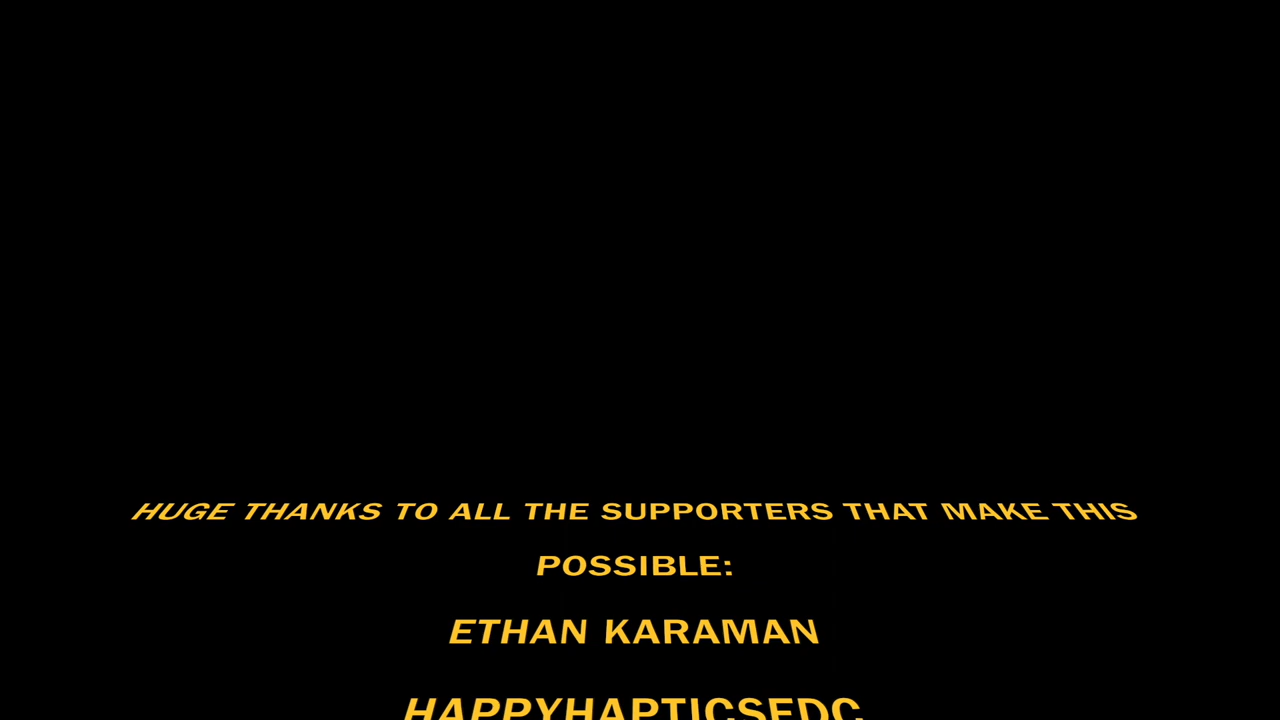 HUGE THANKS TO ALL THE SUPPORTERS THAT MAKE THIS
POSSIBLE:
ETHAN KARAMAN
HAPPYHAPTICSEDC